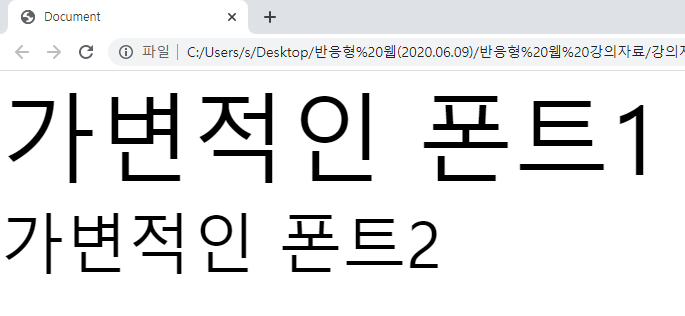 Document
파일 C:/Users/s/Desktop/반응형%20웹(2020.06.09)/반응형%20웹%20강의자료/강의자
가변적인 폰트1
가변적인 폰트2